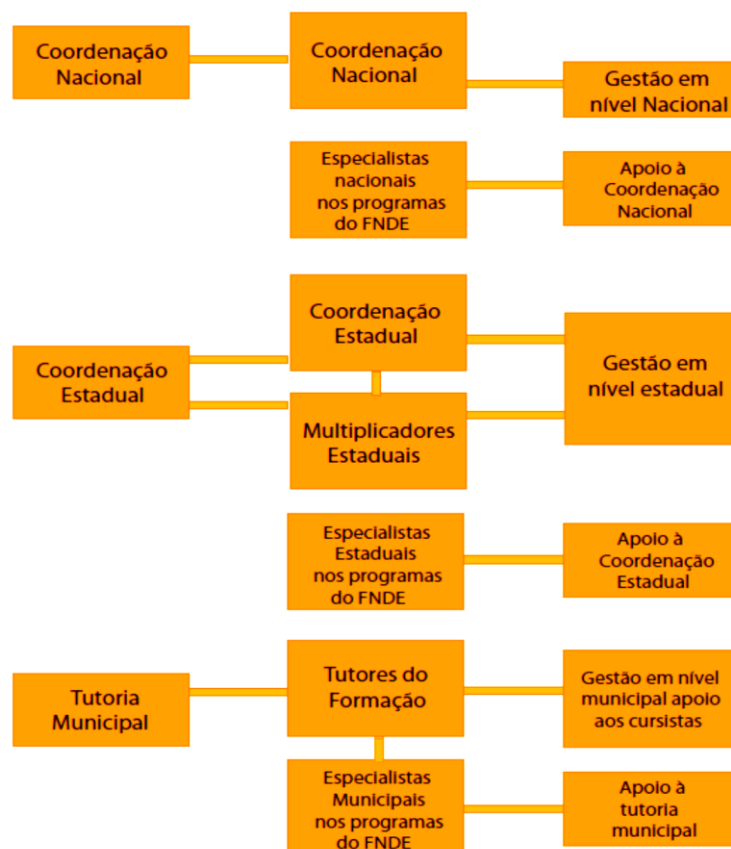 Coordenação
Nacional
Coordenação
Nacional
Gestão em
nível Nacional
Especialistas
nacionais
nos programas
do FNDE
Apoio à
Coordenação
Nacional
Coordenação
Estadual
Coordenação
Estadual
Multiplicadores
Estaduais
Gestão em
nível estadual
Especialistas
Estaduais
nos programas
do FNDE
Apoio à
Coordenação
Estadual
Tutoria
Municipal
Tutores do
Formação
Gestão em nível
municipal apoio
aos cursistas
Especialistas
Municipais
nos programas
do FNDE
Apoio à
tutoria
municipal